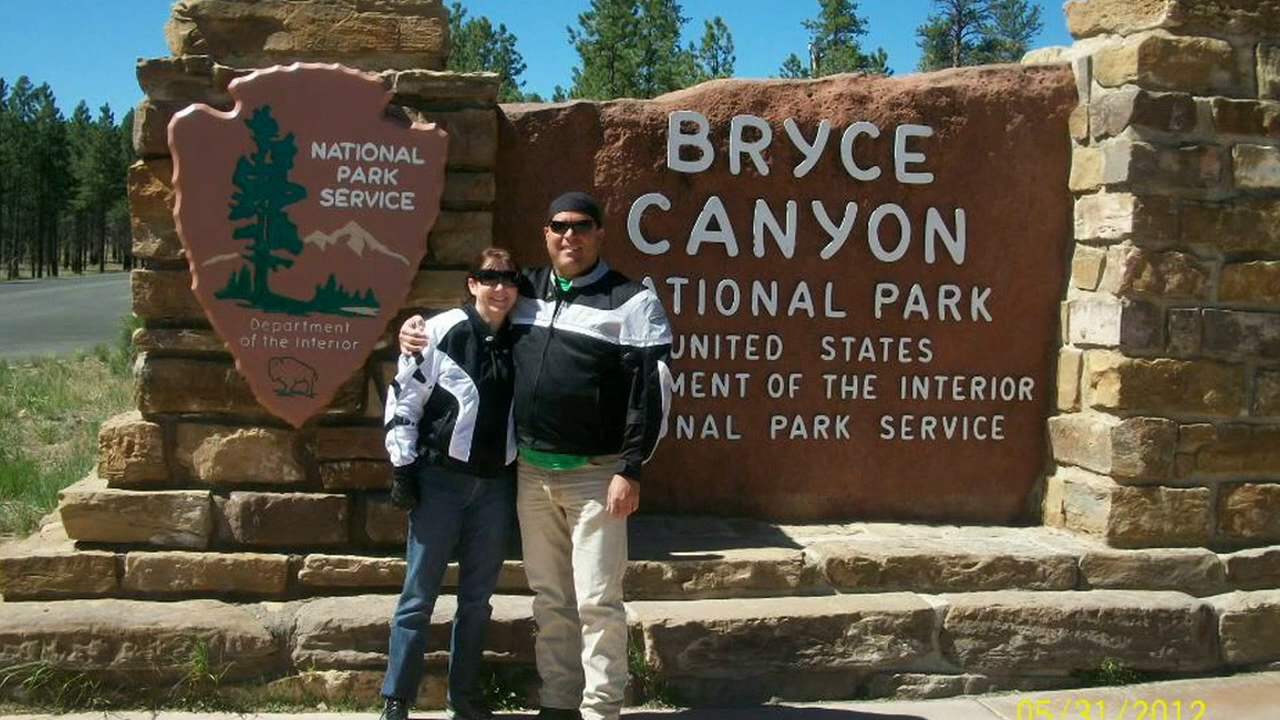 NATIONAL
PARK
SERVICE
Department
of the Interior
BRYCE
CANYON
ATIONAL PARK
UNITED STATES
MENT OF THE INTERIOR
ONAL PARK SERVICE
05/31/2012